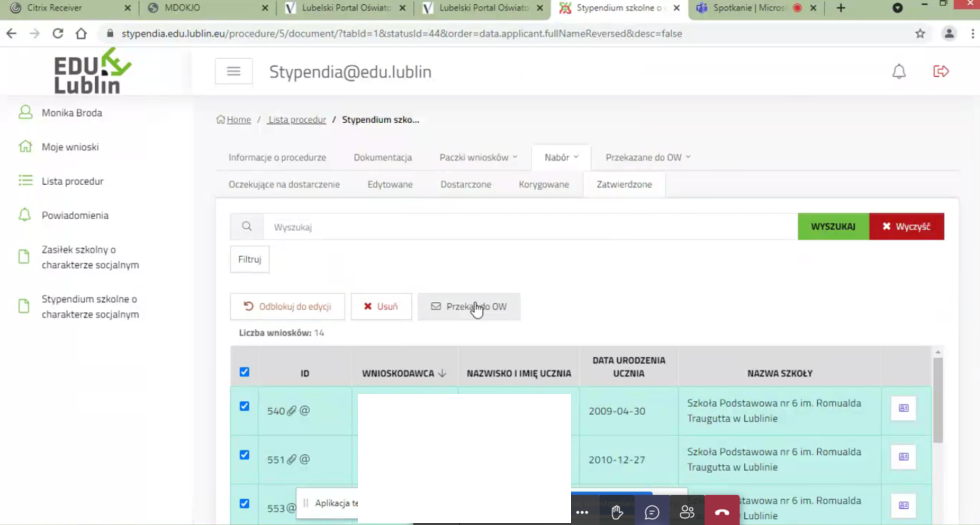 Citrix Receiver
MDOKJO
Lubelski Portal Oświato
Lubelski Portal Oświato
Stypendium szkolne o
Spotkanie | Micros
stypendia.edu.lublin.eu/procedure/5/document/?tabId=1&statusId=44&order=data.applicant.fullNameReversed&desc=false
EDU
Lublin
Stypendia@edu.lublin
Monika Broda
Moje wnioski
Lista procedur
Powiadomienia
Zasiłek szkolny o
charakterze socjalnym
Stypendium szkolne o
charakterze socjalnym
Home / Lista procedur / Stypendium szko...
Informacje o procedurze
Dokumentacja
Paczki wniosków
Nabór
Przekazane do OW
Oczekujące na dostarczenie
Edytowane
Dostarczone
Korygowane
Zatwierdzone
Wyszukaj
WYSZUKAJ
Wyczyść
Filtruj
Odblokuj do edycji
Usuń
Przekaż do OW
Liczba wniosków: 14
ID
WNIOSKODAWCA
NAZWISKO I IMIĘ UCZNIA
DATA URODZENIA
UCZNIA
NAZWA SZKOŁY
540 @
2009-04-30
Szkoła Podstawowa nr 6 im. Romualda
Traugutta w Lublinie
551 @
2010-12-27
Szkoła Podstawowa nr 6 im. Romualda
Traugutta w Lublinie
553 @
Aplikacja te
stawowa nr 6 im. Romualda
w Lublinie